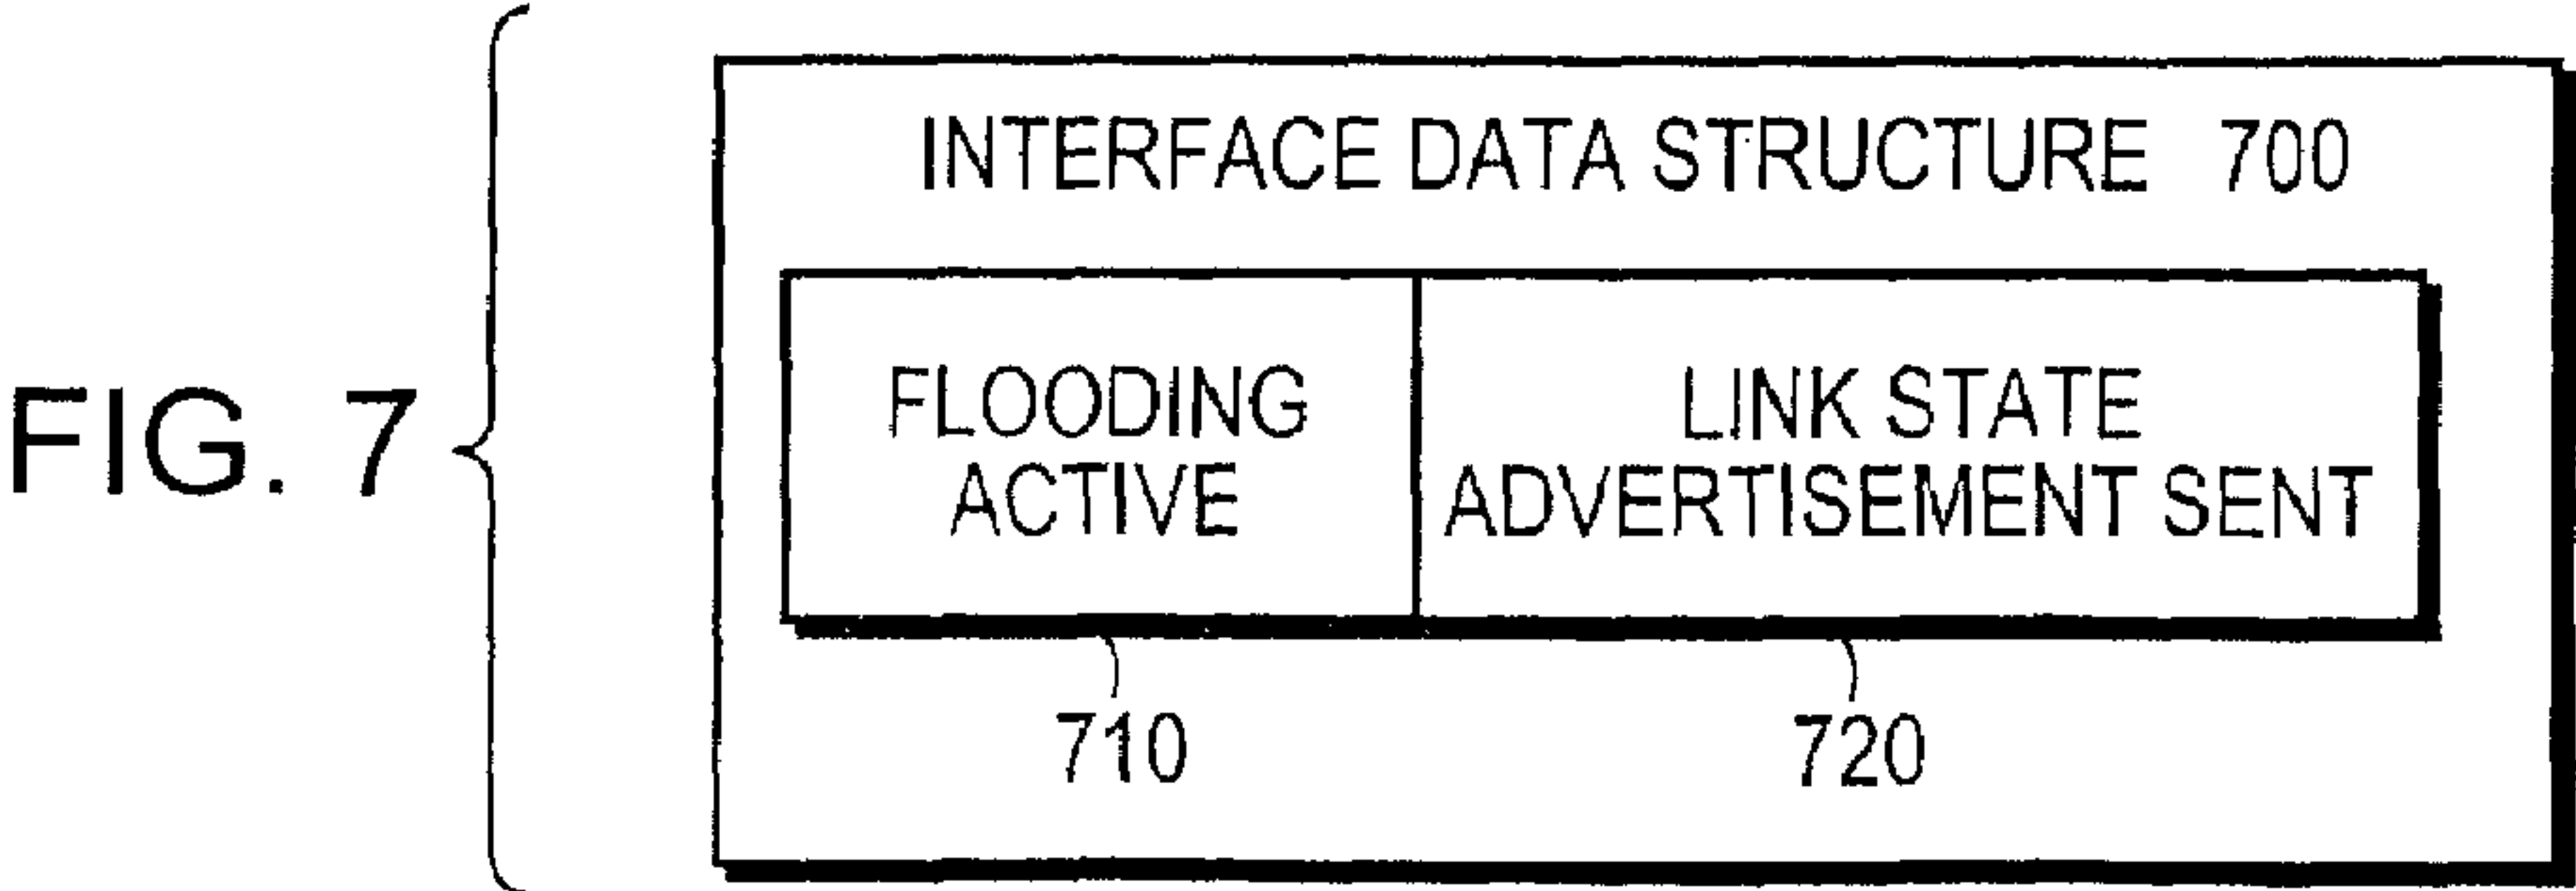 FIG. 7
INTERFACE DATA STRUCTURE 700
FLOODING
ACTIVE
LINK STATE
ADVERTISEMENT SENT
710
720